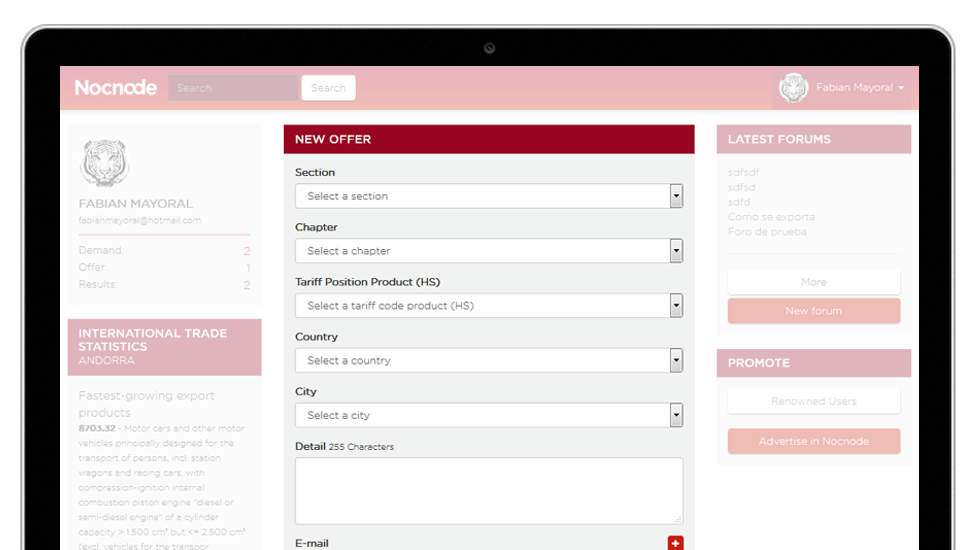 Nocnode
Search
Search
Fabian Mayoral
FABIAN MAYORAL
fabianmayoral@hotmail.com
Demand: 2
Offer: 1
Results: 2
INTERNATIONAL TRADE
STATISTICS
ANDORRA
Fastest-growing export
products
8703.32 - Motor cars and other motor
vehicles principally designed for the
transport of persons, incl. station
wagons and racing cars, with
compression-ignition internal
combustion piston engine "diesel or
semi-diesel engine" of a cylinder
capacity > 1.500 cm³ but <= 2.500 cm³
(excl. vehicles for the transpor
NEW OFFER
Section
Select a section
Chapter
Select a chapter
Tariff Position Product (HS)
Select a tariff code product (HS)
Country
Select a country
City
Select a city
Detail 255 Characters
E-mail
LATEST FORUMS
sdfsdf
sdfsd
sdfd
Como se exporta
Foro de prueba
More
New forum
PROMOTE
Renowned Users
Advertise in Nocnode